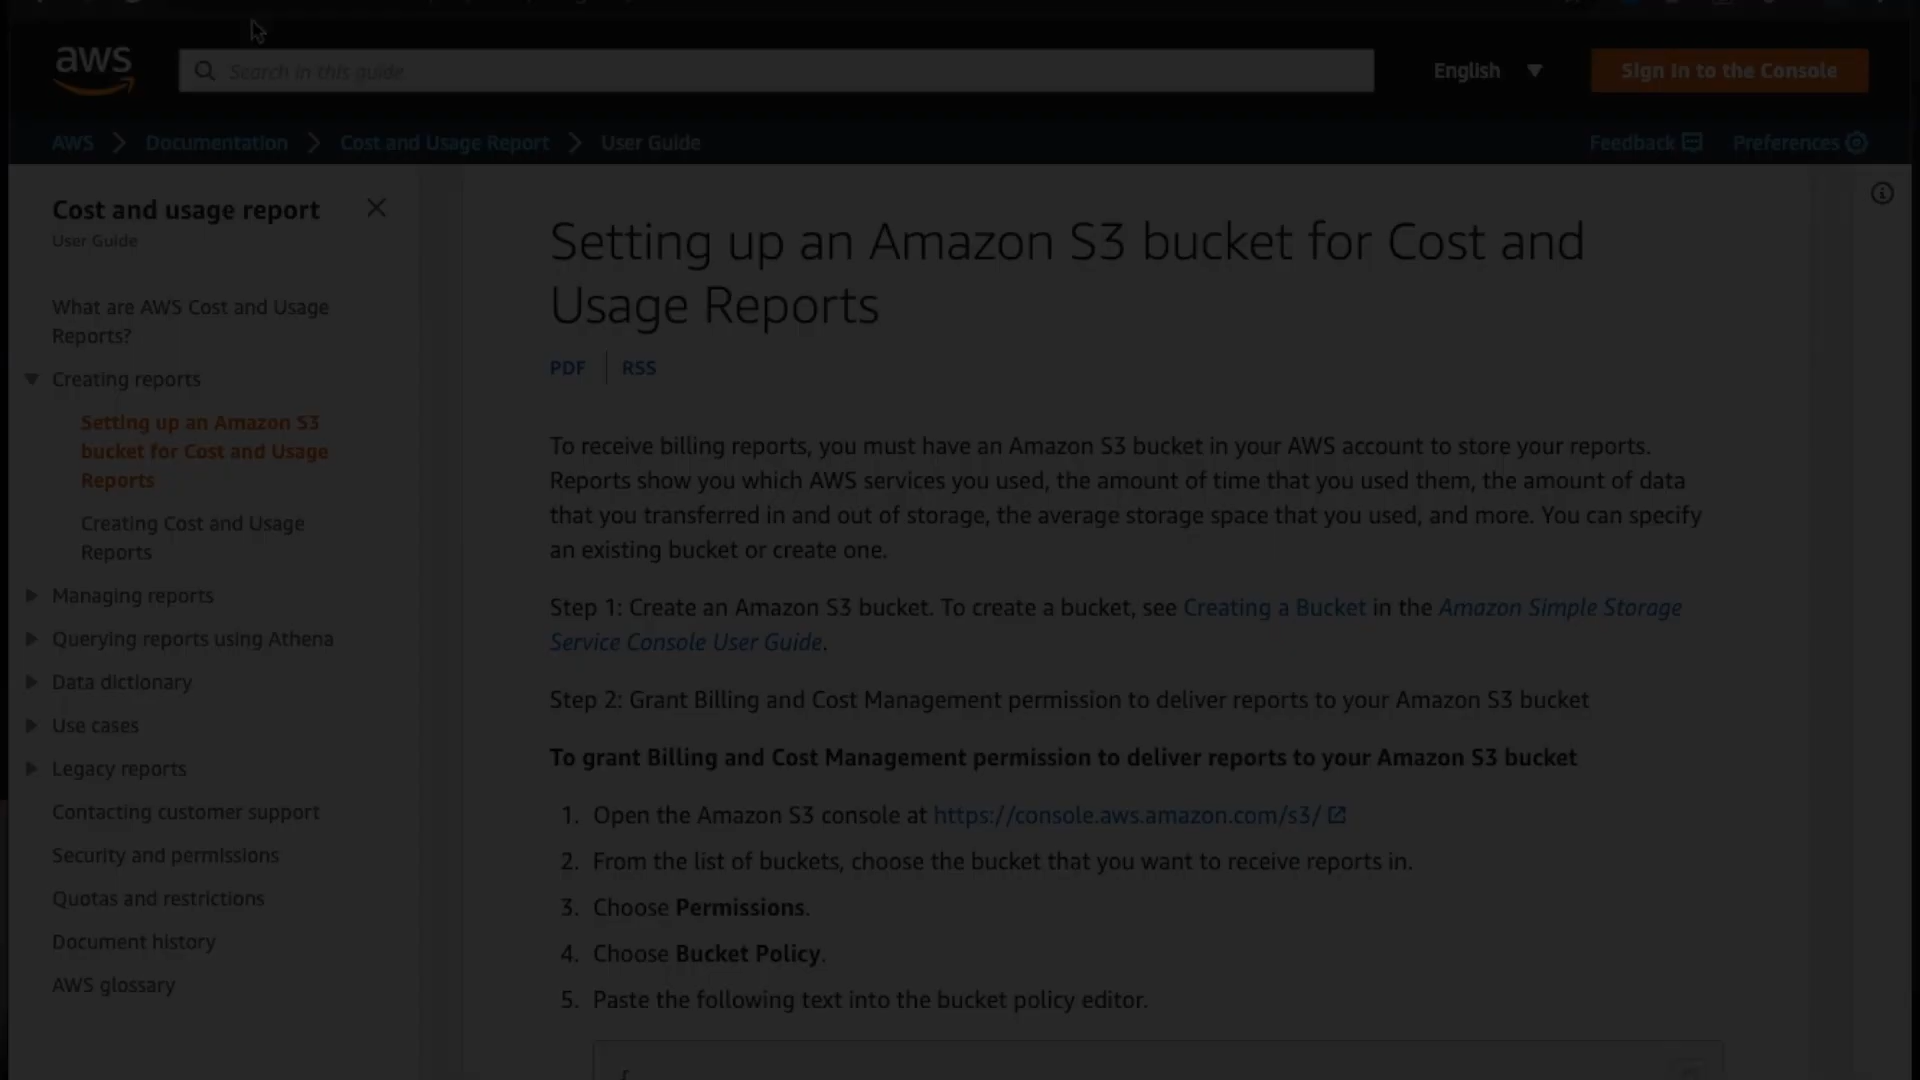 aws
Search in this guide
English
Sign In to the Console
AWS
Documentation
Cost and Usage Report
User Guide
Feedback
Preferences
Cost and usage report
User Guide
What are AWS Cost and Usage
Reports?
Creating reports
Setting up an Amazon S3
bucket for Cost and Usage
Reports
Creating Cost and Usage
Reports
Managing reports
Querying reports using Athena
Data dictionary
Use cases
Legacy reports
Contacting customer support
Security and permissions
Quotas and restrictions
Document history
AWS glossary
Setting up an Amazon S3 bucket for Cost and
Usage Reports
PDF
RSS
To receive billing reports, you must have an Amazon S3 bucket in your AWS account to store your reports.
Reports show you which AWS services you used, the amount of time that you used them, the amount of data
that you transferred in and out of storage, the average storage space that you used, and more. You can specify
an existing bucket or create one.
Step 1: Create an Amazon S3 bucket. To create a bucket, see Creating a Bucket in the Amazon Simple Storage
Service Console User Guide.
Step 2: Grant Billing and Cost Management permission to deliver reports to your Amazon S3 bucket
To grant Billing and Cost Management permission to deliver reports to your Amazon S3 bucket
1. Open the Amazon S3 console at https://console.aws.amazon.com/s3/
2. From the list of buckets, choose the bucket that you want to receive reports in.
3. Choose Permissions.
4. Choose Bucket Policy.
5. Paste the following text into the bucket policy editor.